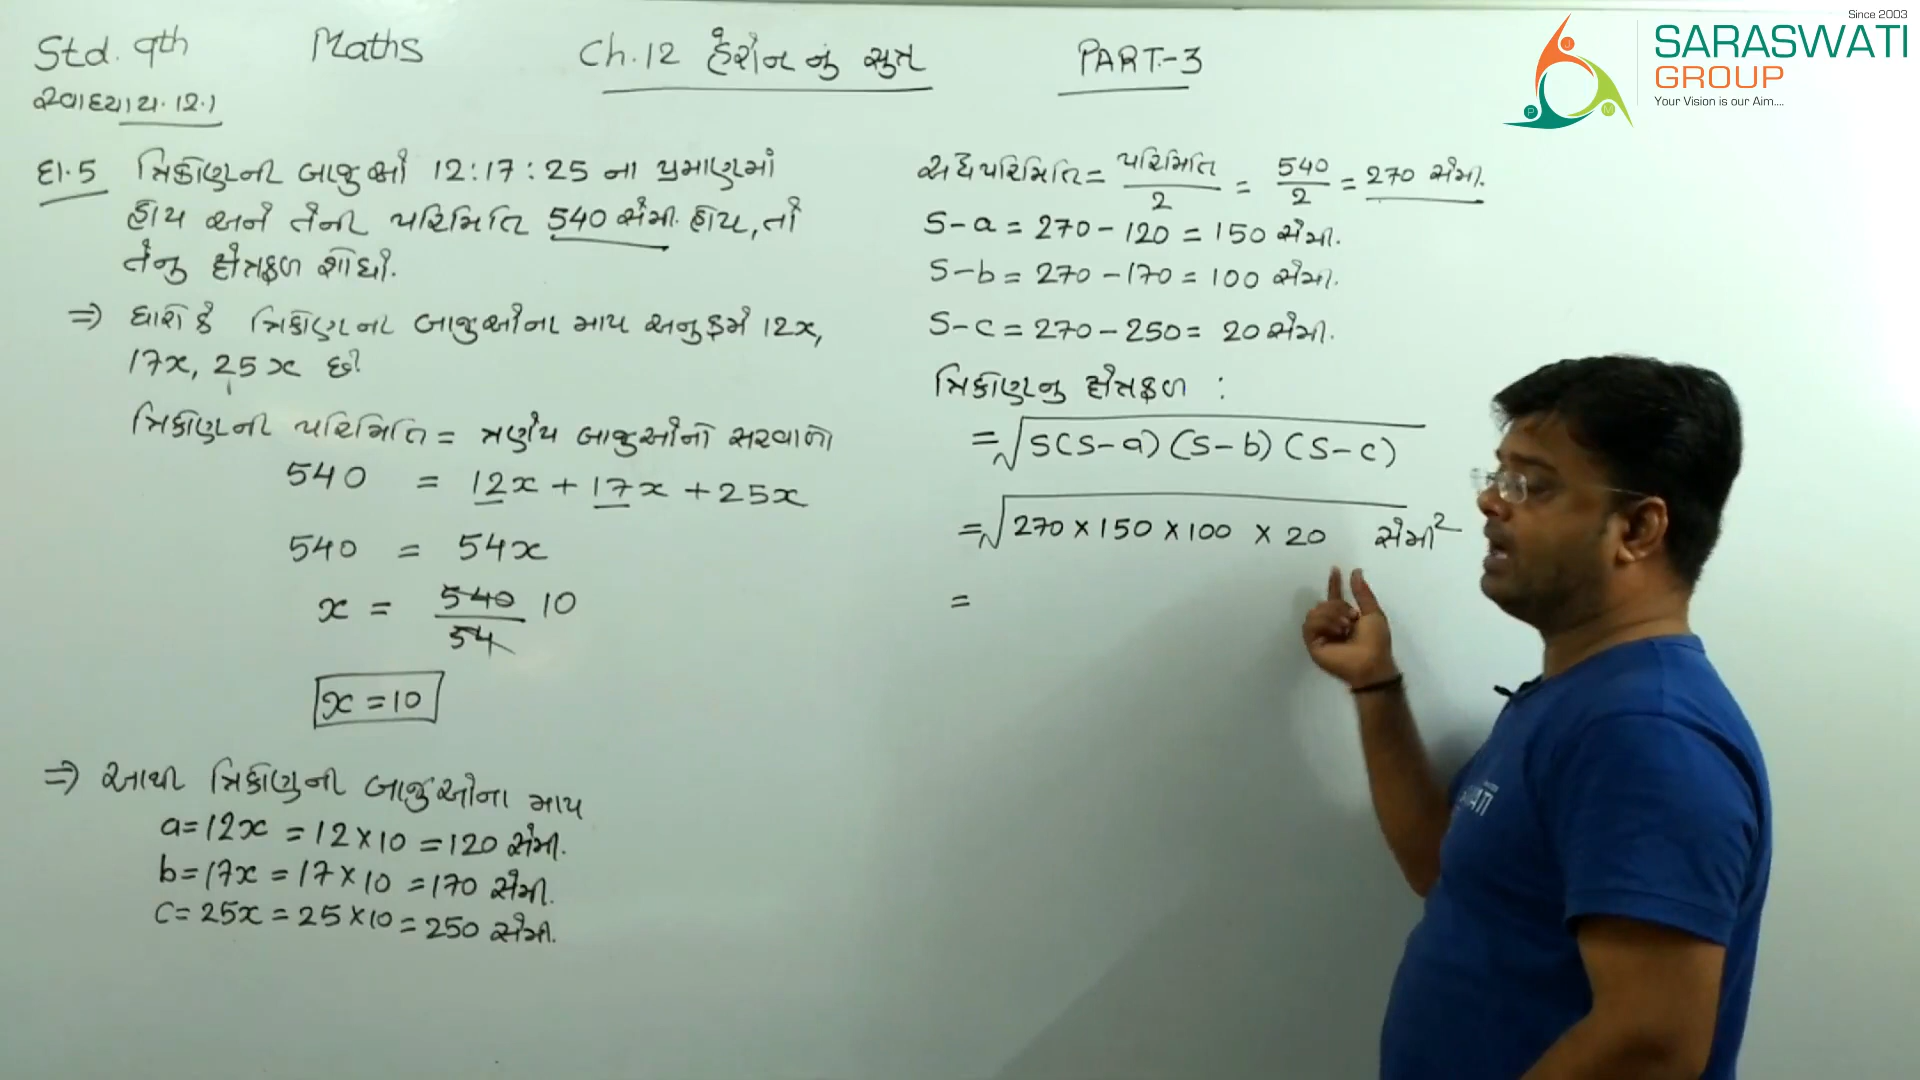 Since 2003
SARASWATI
GROUP
Your Vision is our Aim....
Std. 9th Maths Ch.12 હેરોનનું સુત્ર PART-3
સ્વાધ્યાય.12.1
દા.5 ત્રિકોણની બાજુઓ 12:17:25 ના પ્રમાણમાં
હોય અને તેની પરિમિતિ 540 સેમી. હોય, તો
તેનુ ક્ષેત્રફળ શોધો.
⇒ ધારો કે ત્રિકોણના બાજુઓના માપ અનુક્રમે 12x,
17x, 25x છે.
ત્રિકોણની પરિમિતિ = ત્રણેય બાજુઓનો સરવાળો
540 = 12x + 17x + 25x
540 = 54x
x = 540/54 10
x = 10
⇒ આથી ત્રિકોણની બાજુઓના માપ
a = 12x = 12 × 10 = 120 સેમી.
b = 17x = 17 × 10 = 170 સેમી.
c = 25x = 25 × 10 = 250 સેમી.
અર્ધપરિમિતિ = પરિમિતિ/2 = 540/2 = 270 સેમી.
S-a = 270 - 120 = 150 સેમી.
S-b = 270 - 170 = 100 સેમી.
S-c = 270 - 250 = 20 સેમી.
ત્રિકોણનુ ક્ષેત્રફળ :
= √S(S-a)(S-b)(S-c)
= √270 × 150 × 100 × 20 સેમી²
=